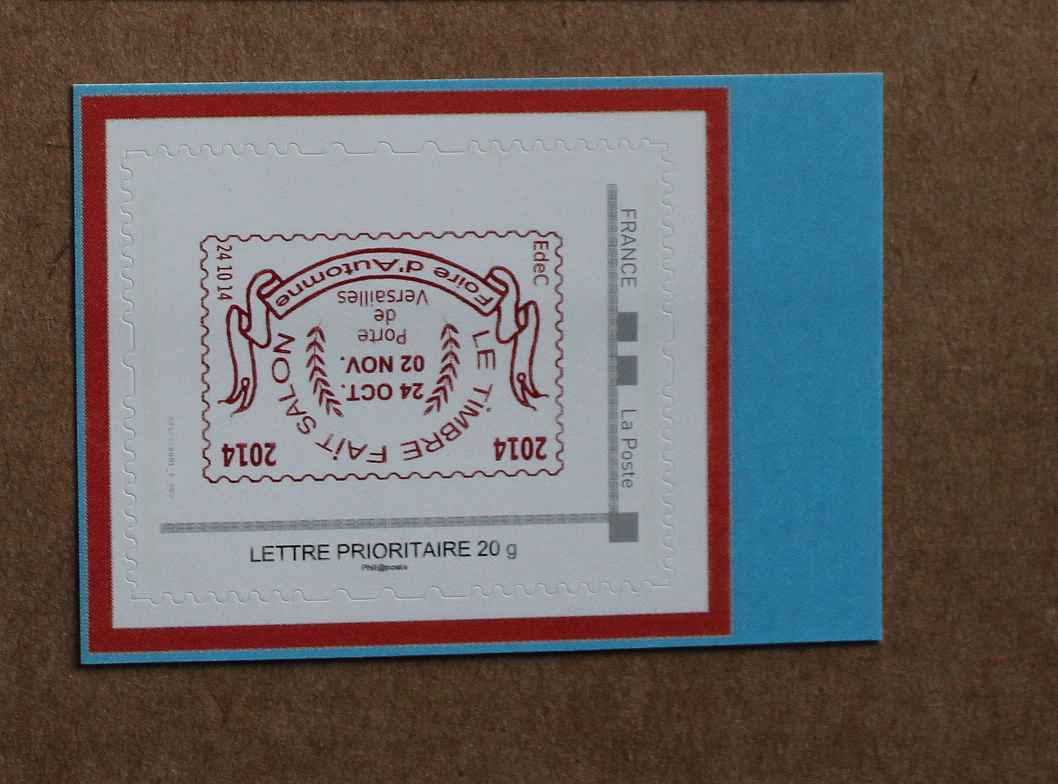 FRANCE
La Poste
EdeC
24 10 14
Foire d'Automne
Versailles
de
Porte
02 NOV.
24 OCT.
LE TiMBRE FAiT SALON
2014
2014
LETTRE PRIORITAIRE 20 g
Phil@poste